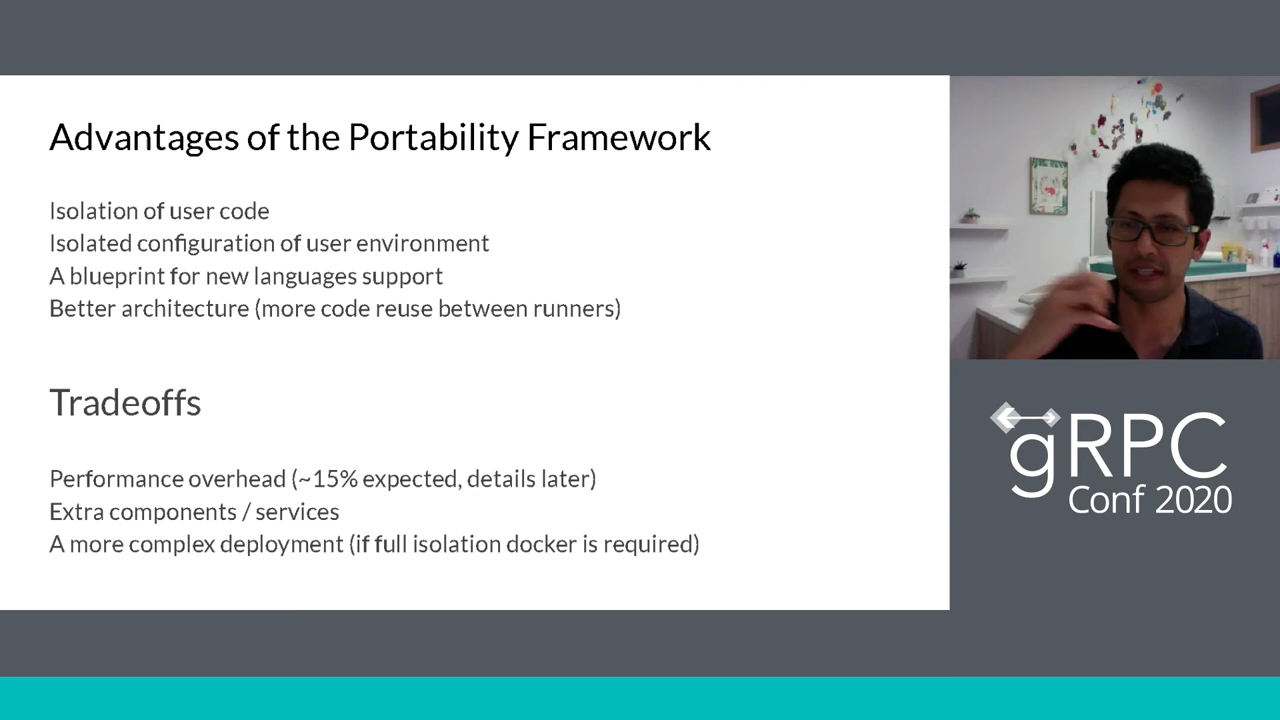 Advantages of the Portability Framework
Isolation of user code
Isolated configuration of user environment
A blueprint for new languages support
Better architecture (more code reuse between runners)
Tradeoffs
Performance overhead (~15% expected, details later)
Extra components / services
A more complex deployment (if full isolation docker is required)
gRPC
Conf 2020